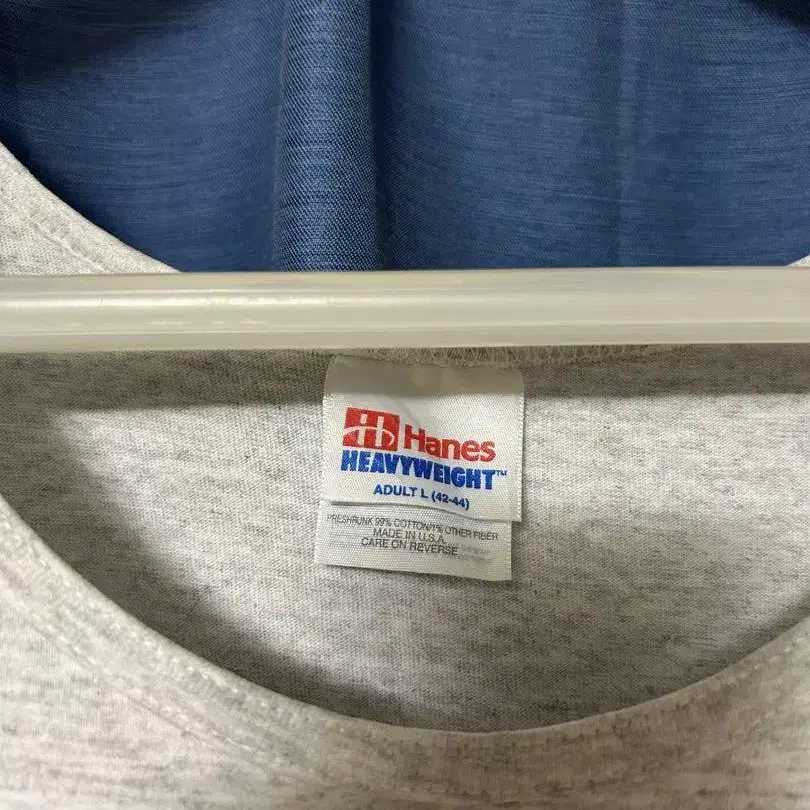 Hanes
HEAVYWEIGHT™
ADULT L (42-44)
PRESHRUNK 99% COTTON/1% OTHER FIBER
MADE IN U.S.A.
CARE ON REVERSE